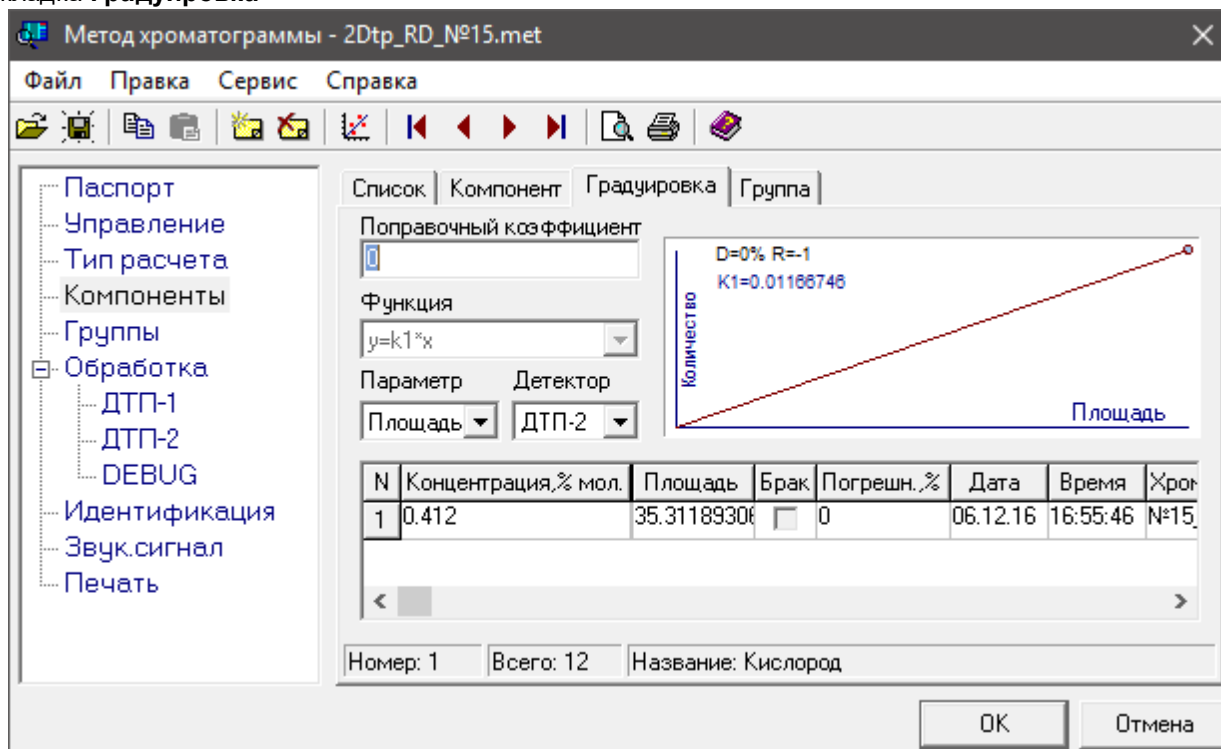 Градуировка
Метод хроматограммы - 2Dtp_RD_№15.met
Файл Правка Сервис Справка
Паспорт
Управление
Тип расчета
Компоненты
Группы
Обработка
ДТП-1
ДТП-2
DEBUG
Идентификация
Звук.сигнал
Печать
Список Компонент Градуировка Группа
Поправочный коэффициент
0
Функция
y=k1*x
Параметр Детектор
Площадь ДТП-2
D=0% R=-1
K1=0.01166746
Количество
Площадь
N Концентрация,% мол. Площадь Брак Погрешн.,% Дата Время Хром
1 0.412 35.31189306 0 06.12.16 16:55:46 №15_
Номер: 1 Всего: 12 Название: Кислород
OK Отмена